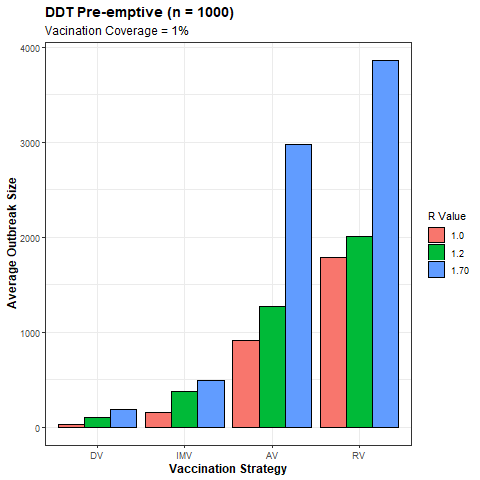 DDT Pre-emptive (n = 1000)
Vacination Coverage = 1%
4000
3000
2000
1000
0
Average Outbreak Size
DV IMV AV RV
Vaccination Strategy
R Value
1.0
1.2
1.70